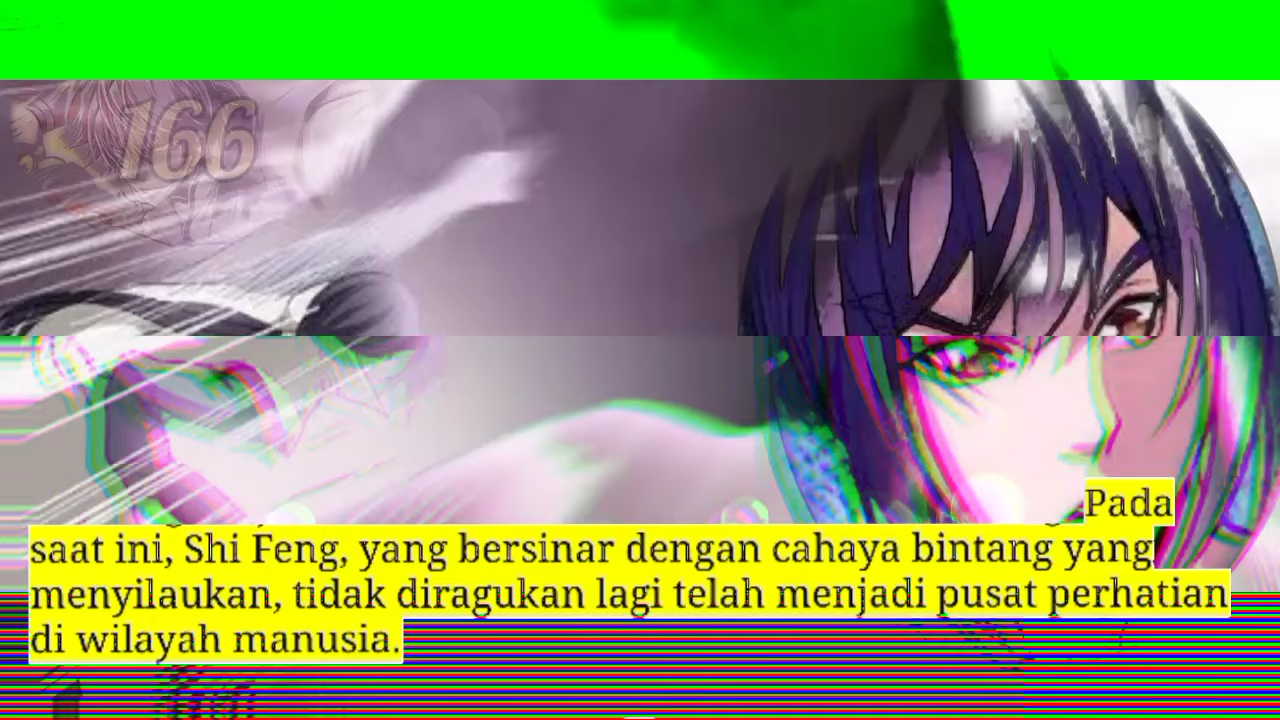 166
Pada
saat ini, Shi Feng, yang bersinar dengan cahaya bintang yang
menyilaukan, tidak diragukan lagi telah menjadi pusat perhatian
di wilayah manusia.